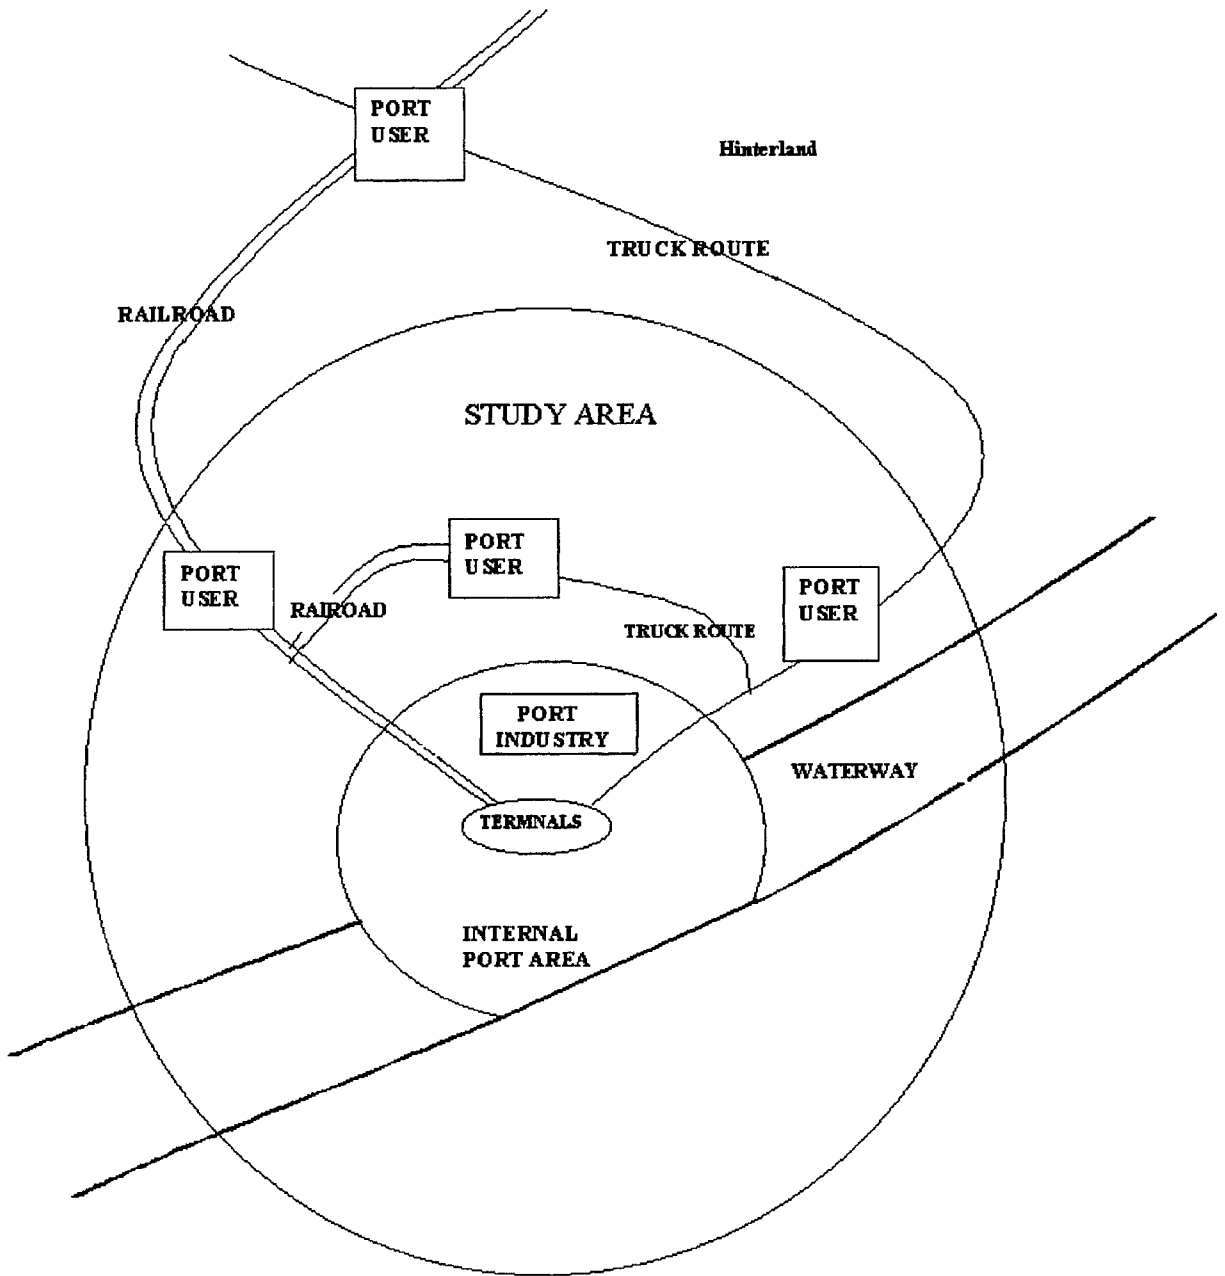 PORT
USER
Hinterland
TRUCK ROUTE
RAILROAD
STUDY AREA
PORT
USER
PORT
USER
PORT
USER
RAIROAD
TRUCK ROUTE
PORT
INDUSTRY
WATERWAY
TERMNALS
INTERNAL
PORT AREA